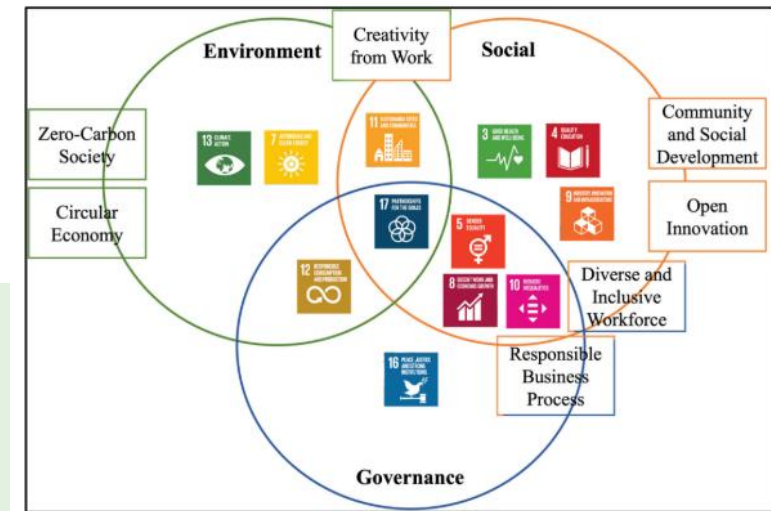 Creativity
from Work
Environment
Social
Zero-Carbon
Society
Circular
Economy
Community
and Social
Development
Open
Innovation
Diverse and
Inclusive
Workforce
Responsible
Business
Process
Governance
13 CLIMATE
ACTION
7 AFFORDABLE AND
CLEAN ENERGY
11 SUSTAINABLE CITIES
AND COMMUNITIES
3 GOOD HEALTH
AND WELL-BEING
4 QUALITY
EDUCATION
9 INDUSTRY, INNOVATION
AND INFRASTRUCTURE
17 PARTNERSHIPS
FOR THE GOALS
5 GENDER
EQUALITY
12 RESPONSIBLE
CONSUMPTION
AND PRODUCTION
8 DECENT WORK AND
ECONOMIC GROWTH
10 REDUCED
INEQUALITIES
16 PEACE, JUSTICE
AND STRONG
INSTITUTIONS